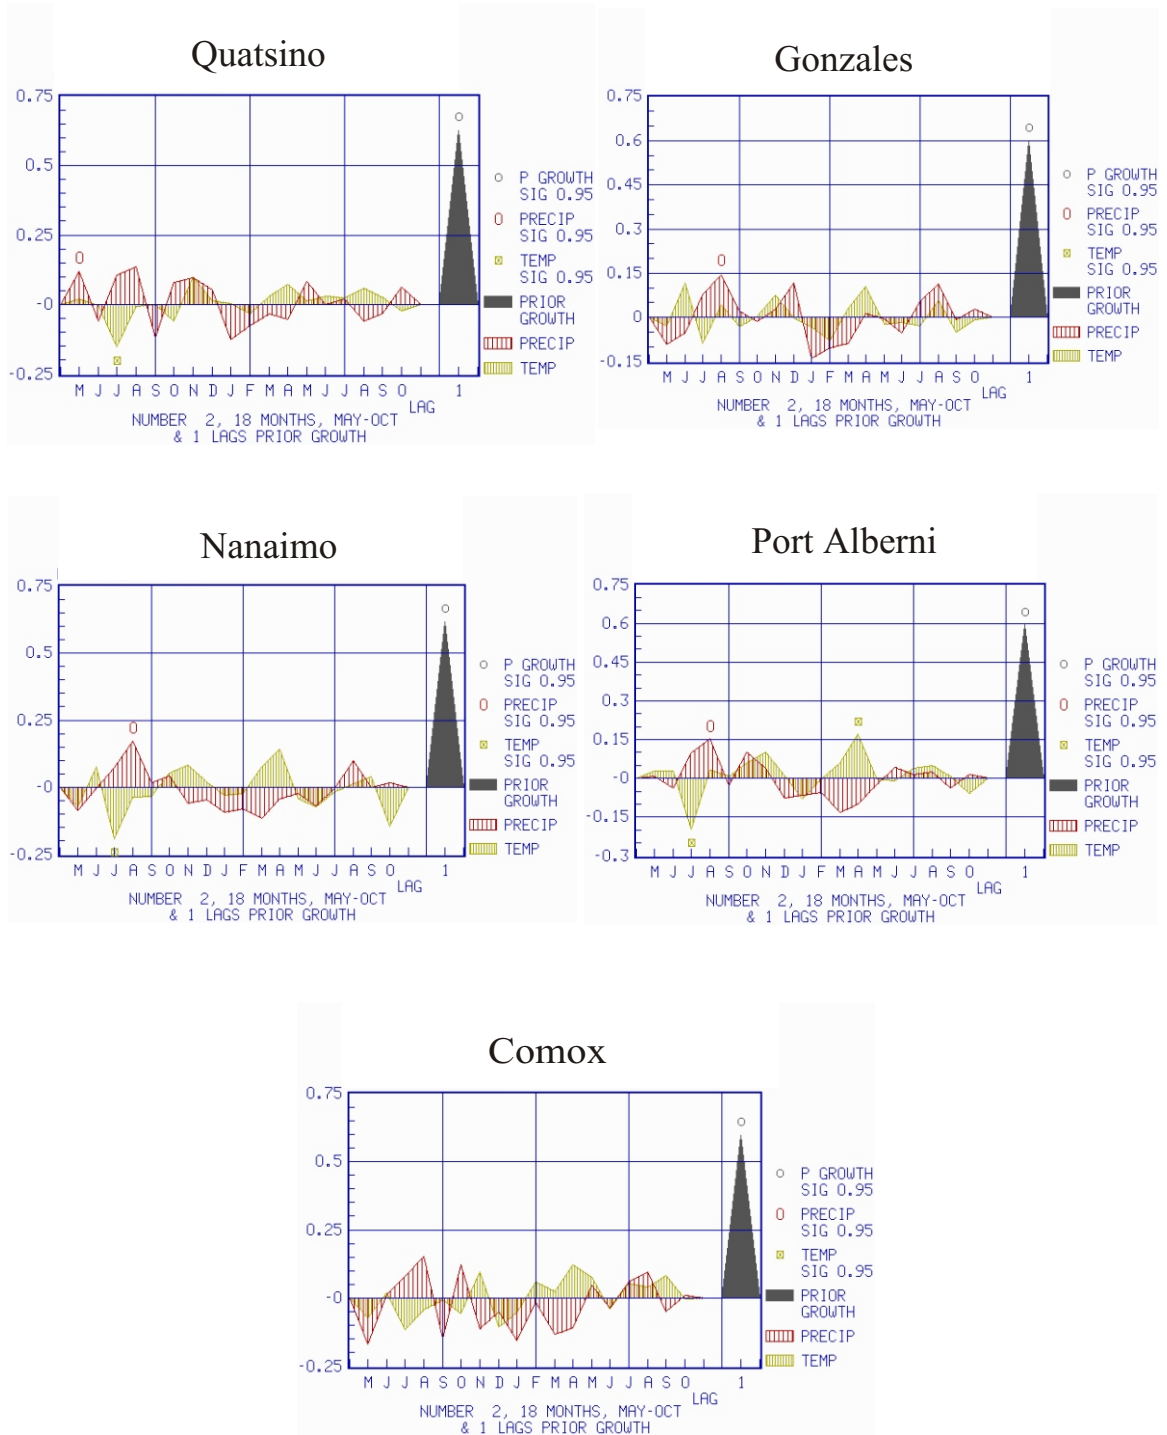 Quatsino
0.75
0.5
0.25
-0
-0.25
M J J A S O N D J F M A M J J A S O
LAG
1
NUMBER 2, 18 MONTHS, MAY-OCT
& 1 LAGS PRIOR GROWTH
P GROWTH
SIG 0.95
PRECIP
SIG 0.95
TEMP
SIG 0.95
PRIOR
GROWTH
PRECIP
TEMP
Gonzales
0.75
0.6
0.45
0.3
0.15
0
-0.15
M J J A S O N D J F M A M J J A S O
LAG
1
NUMBER 2, 18 MONTHS, MAY-OCT
& 1 LAGS PRIOR GROWTH
P GROWTH
SIG 0.95
PRECIP
SIG 0.95
TEMP
SIG 0.95
PRIOR
GROWTH
PRECIP
TEMP
Nanaimo
0.75
0.5
0.25
-0
-0.25
M J J A S O N D J F M A M J J A S O
LAG
1
NUMBER 2, 18 MONTHS, MAY-OCT
& 1 LAGS PRIOR GROWTH
P GROWTH
SIG 0.95
PRECIP
SIG 0.95
TEMP
SIG 0.95
PRIOR
GROWTH
PRECIP
TEMP
Port Alberni
0.75
0.6
0.45
0.3
0.15
-0
-0.15
-0.3
M J J A S O N D J F M A M J J A S O
LAG
1
NUMBER 2, 18 MONTHS, MAY-OCT
& 1 LAGS PRIOR GROWTH
P GROWTH
SIG 0.95
PRECIP
SIG 0.95
TEMP
SIG 0.95
PRIOR
GROWTH
PRECIP
TEMP
Comox
0.75
0.5
0.25
-0
-0.25
M J J A S O N D J F M A M J J A S O
LAG
1
NUMBER 2, 18 MONTHS, MAY-OCT
& 1 LAGS PRIOR GROWTH
P GROWTH
SIG 0.95
PRECIP
SIG 0.95
TEMP
SIG 0.95
PRIOR
GROWTH
PRECIP
TEMP